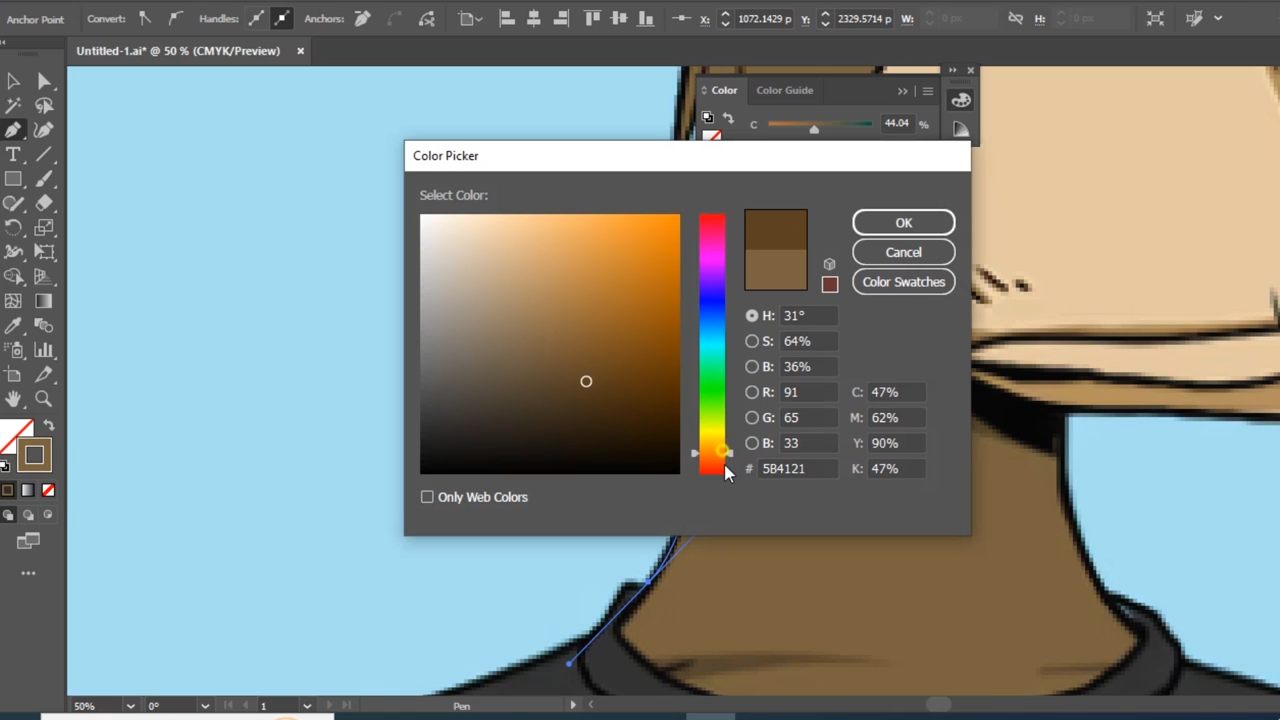 Anchor Point Convert: Handles: Anchors: X: 1072.1429 p Y: 2329.5714 p W: 0 px H: 0 px
Untitled-1.ai* @ 50 % (CMYK/Preview) ×
Color Color Guide
C 44.04 %
Color Picker
Select Color:
OK
Cancel
Color Swatches
H: 31°
S: 64%
B: 36%
R: 91 C: 47%
G: 65 M: 62%
B: 33 Y: 90%
# 5B4121 K: 47%
Only Web Colors
50% 0° 1 Pen